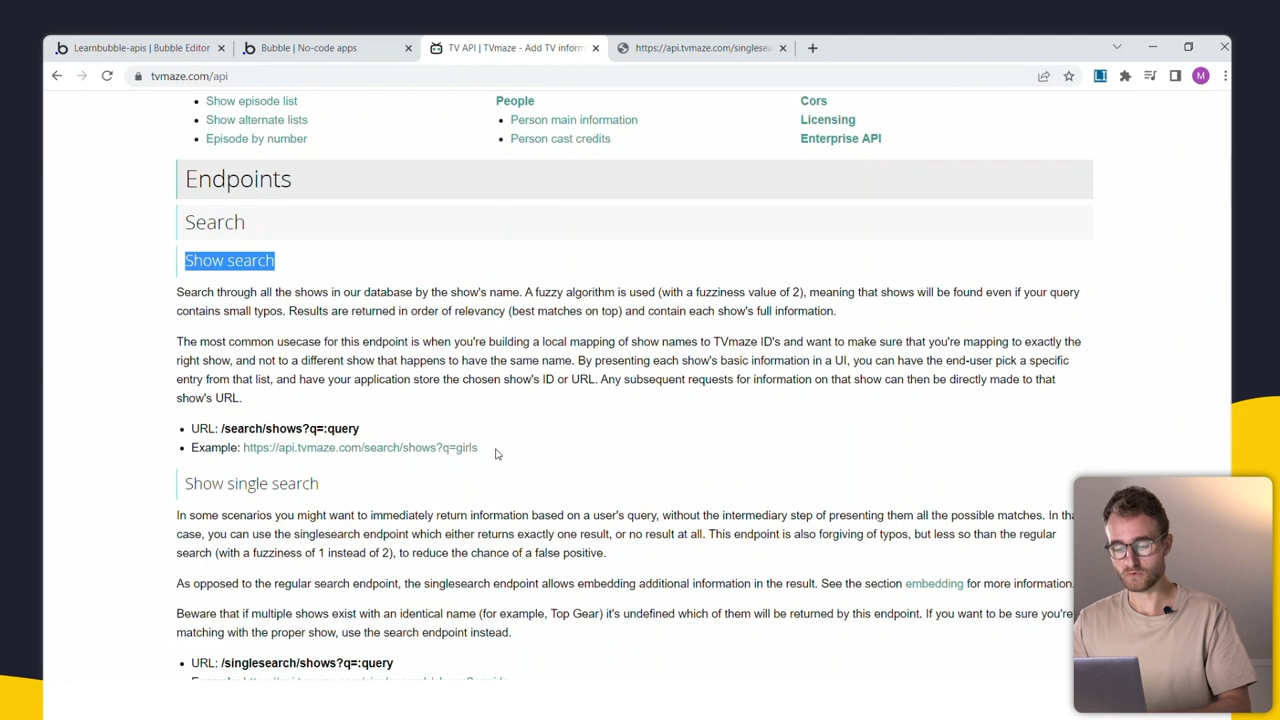 Learnbubble-apis | Bubble Editor
Bubble | No-code apps
TV API | TVmaze - Add TV inform
https://api.tvmaze.com/singlesea
tvmaze.com/api
M
Show episode list
Show alternate lists
Episode by number
People
Person main information
Person cast credits
Cors
Licensing
Enterprise API
Endpoints
Search
Show search
Search through all the shows in our database by the show's name. A fuzzy algorithm is used (with a fuzziness value of 2), meaning that shows will be found even if your query
contains small typos. Results are returned in order of relevancy (best matches on top) and contain each show's full information.
The most common usecase for this endpoint is when you're building a local mapping of show names to TVmaze ID's and want to make sure that you're mapping to exactly the
right show, and not to a different show that happens to have the same name. By presenting each show's basic information in a UI, you can have the end-user pick a specific
entry from that list, and have your application store the chosen show's ID or URL. Any subsequent requests for information on that show can then be directly made to that
show's URL.
URL: /search/shows?q=:query
Example: https://api.tvmaze.com/search/shows?q=girls
Show single search
In some scenarios you might want to immediately return information based on a user's query, without the intermediary step of presenting them all the possible matches. In tha
case, you can use the singlesearch endpoint which either returns exactly one result, or no result at all. This endpoint is also forgiving of typos, but less so than the regular
search (with a fuzziness of 1 instead of 2), to reduce the chance of a false positive.
As opposed to the regular search endpoint, the singlesearch endpoint allows embedding additional information in the result. See the section embedding for more information.
Beware that if multiple shows exist with an identical name (for example, Top Gear) it's undefined which of them will be returned by this endpoint. If you want to be sure you're
matching with the proper show, use the search endpoint instead.
URL: /singlesearch/shows?q=:query